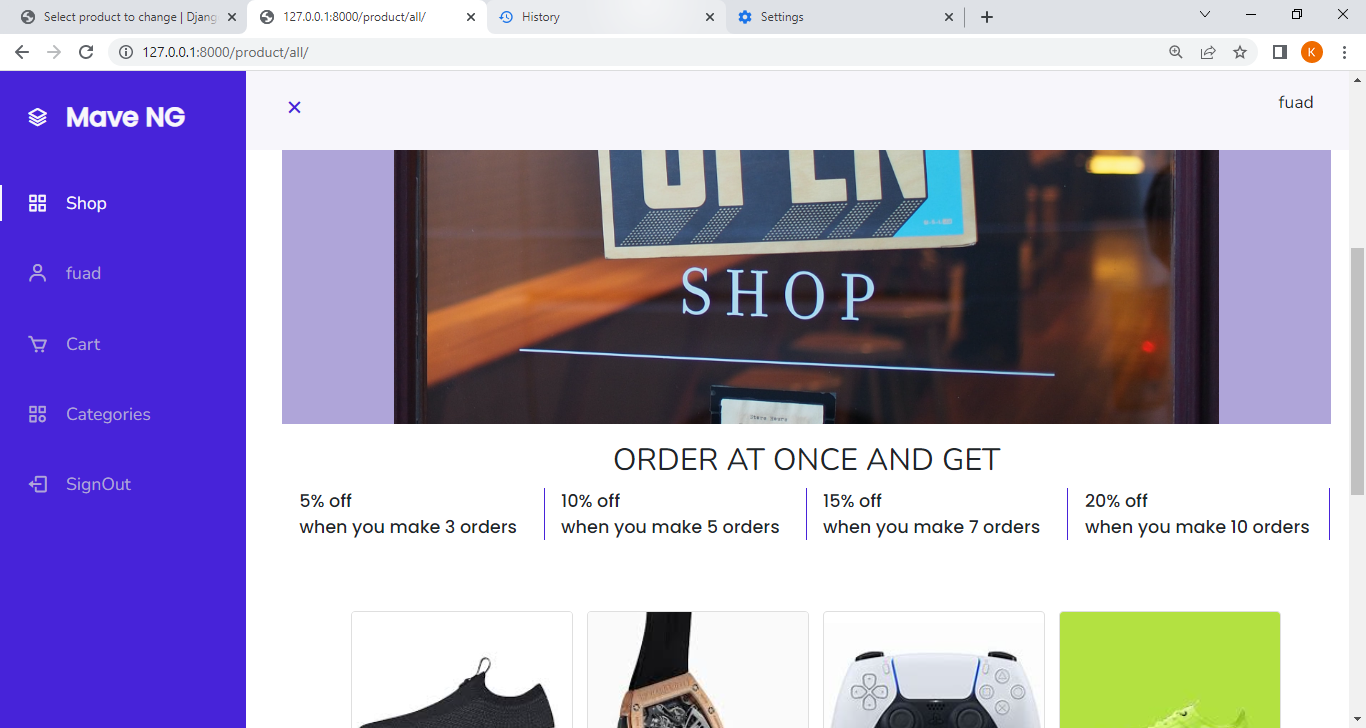 Select product to change | Djang
127.0.0.1:8000/product/all/
History
Settings
127.0.0.1:8000/product/all/
K
Mave NG
fuad
Shop
fuad
Cart
Categories
SignOut
OPEN
SHOP
ORDER AT ONCE AND GET
5% off
when you make 3 orders
10% off
when you make 5 orders
15% off
when you make 7 orders
20% off
when you make 10 orders